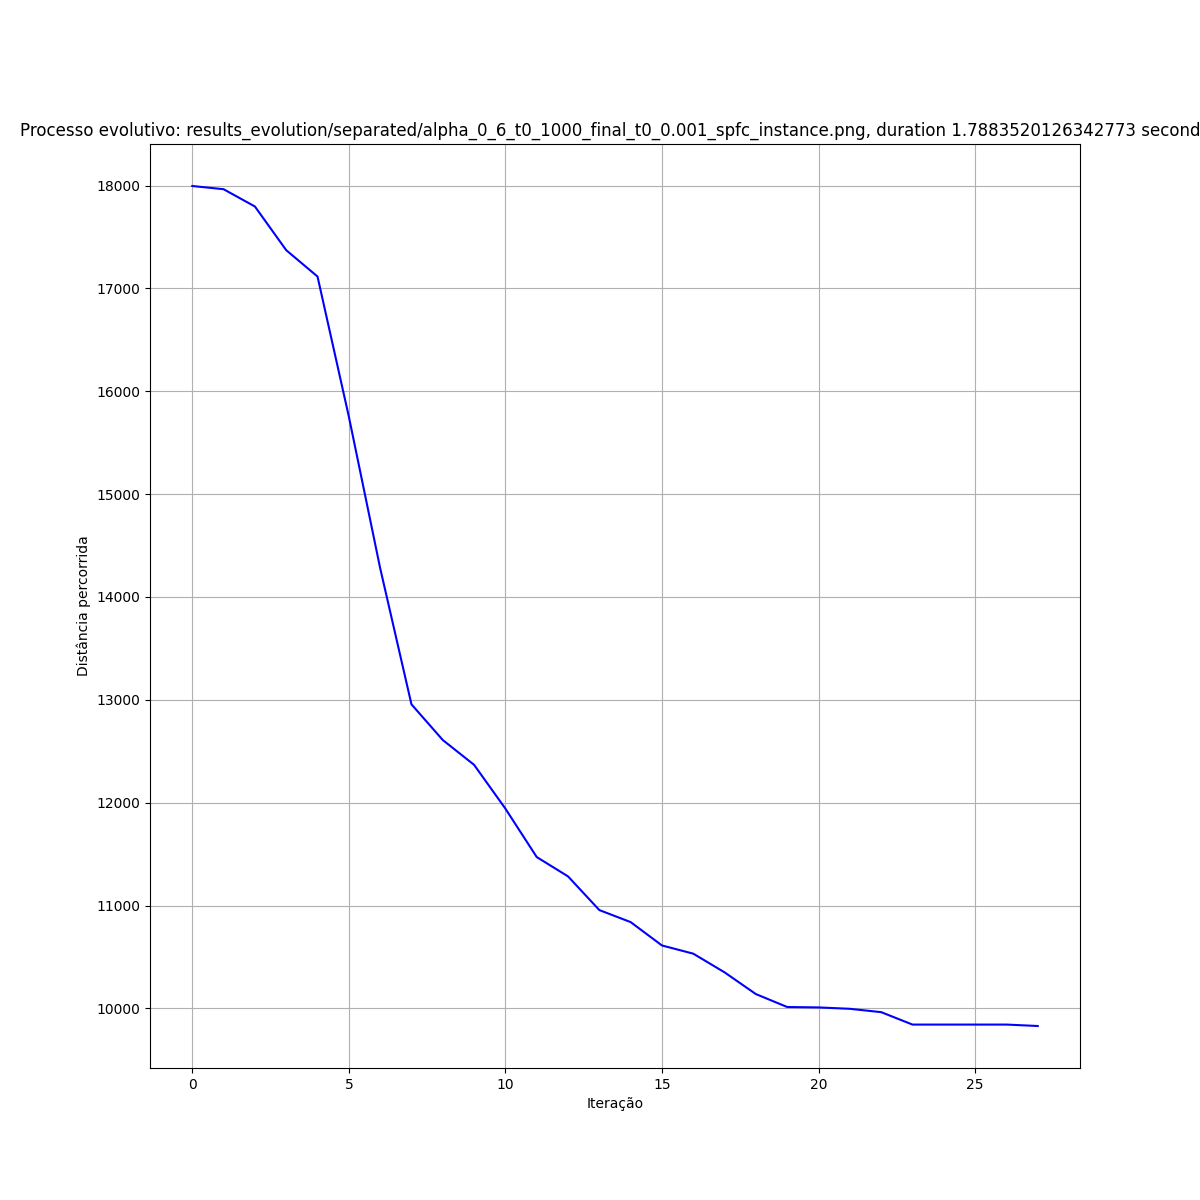 Processo evolutivo: results_evolution/separated/alpha_0_6_t0_1000_final_t0_0.001_spfc_instance.png, duration 1.7883520126342773 second
18000
17000
16000
15000
14000
13000
12000
11000
10000
Distância percorrida
0 5 10 15 20 25
Iteração